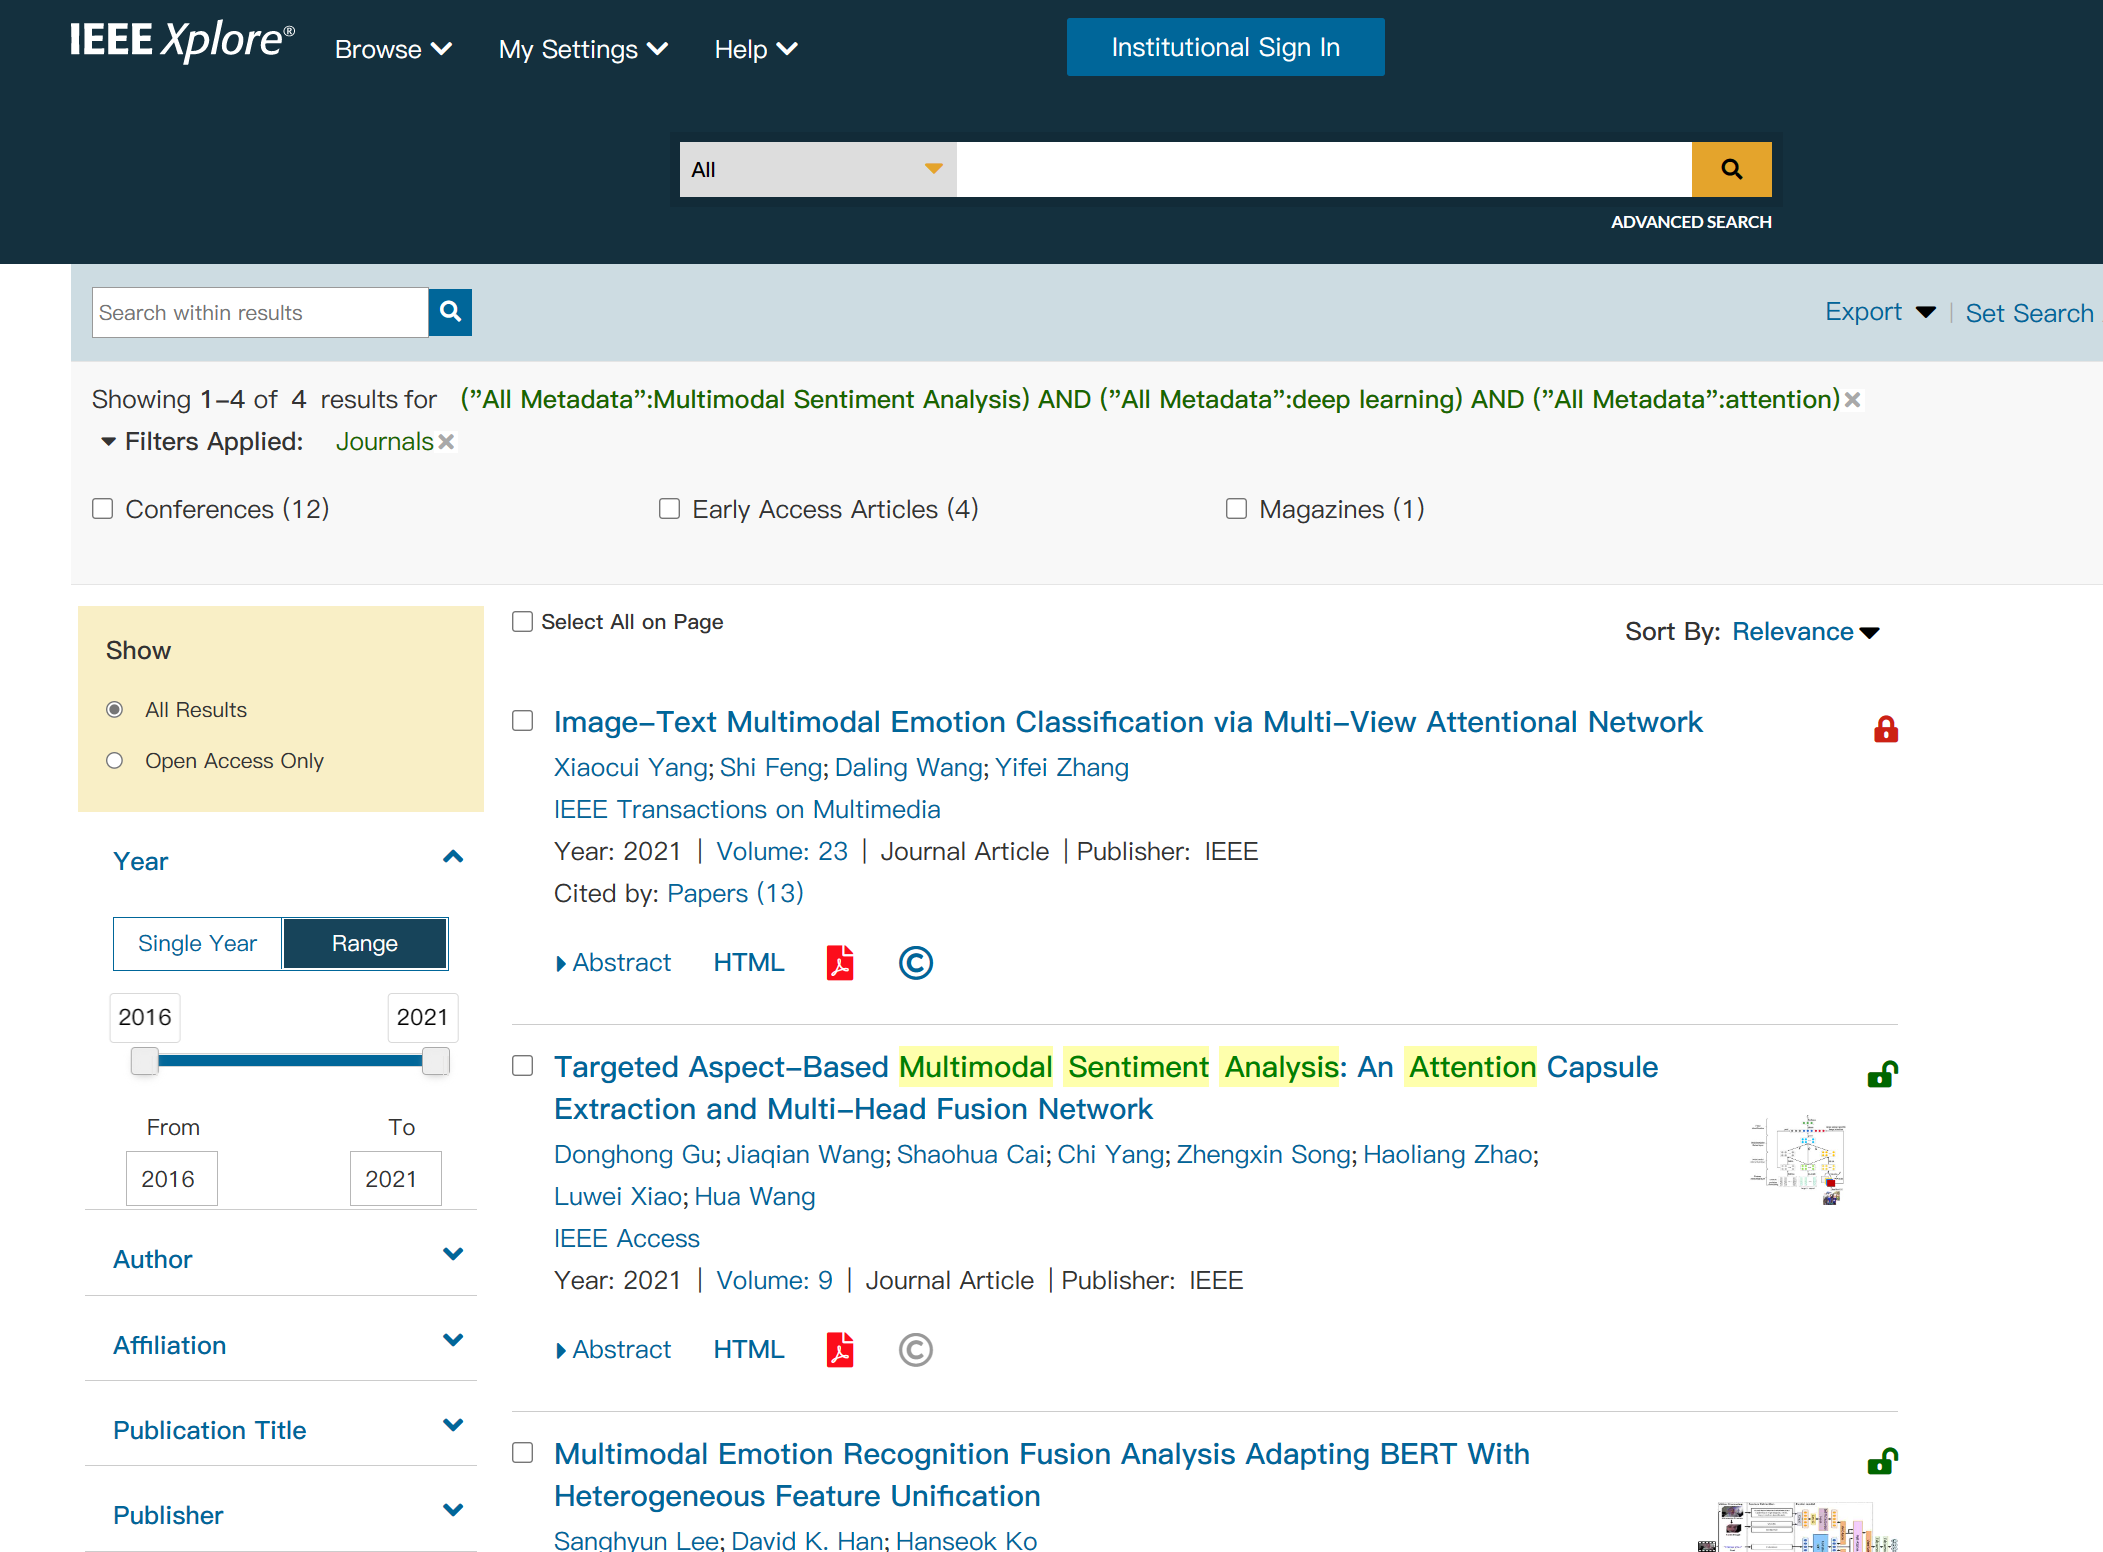 IEEE Xplore®
Browse My Settings Help Institutional Sign In
All
ADVANCED SEARCH
Search within results Export | Set Search
Showing 1-4 of 4 results for ("All Metadata":Multimodal Sentiment Analysis) AND ("All Metadata":deep learning) AND ("All Metadata":attention)
Filters Applied: Journals
Conferences (12) Early Access Articles (4) Magazines (1)
Show
All Results
Open Access Only
Year
Single Year Range
2016 2021
From To
2016 2021
Author
Affiliation
Publication Title
Publisher
Select All on Page Sort By: Relevance
Image-Text Multimodal Emotion Classification via Multi-View Attentional Network
Xiaocui Yang; Shi Feng; Daling Wang; Yifei Zhang
IEEE Transactions on Multimedia
Year: 2021 | Volume: 23 | Journal Article | Publisher: IEEE
Cited by: Papers (13)
Abstract HTML ©
Targeted Aspect-Based Multimodal Sentiment Analysis: An Attention Capsule
Extraction and Multi-Head Fusion Network
Donghong Gu; Jiaqian Wang; Shaohua Cai; Chi Yang; Zhengxin Song; Haoliang Zhao;
Luwei Xiao; Hua Wang
IEEE Access
Year: 2021 | Volume: 9 | Journal Article | Publisher: IEEE
Abstract HTML ©
Multimodal Emotion Recognition Fusion Analysis Adapting BERT With
Heterogeneous Feature Unification
Sanghyun Lee; David K. Han; Hanseok Ko